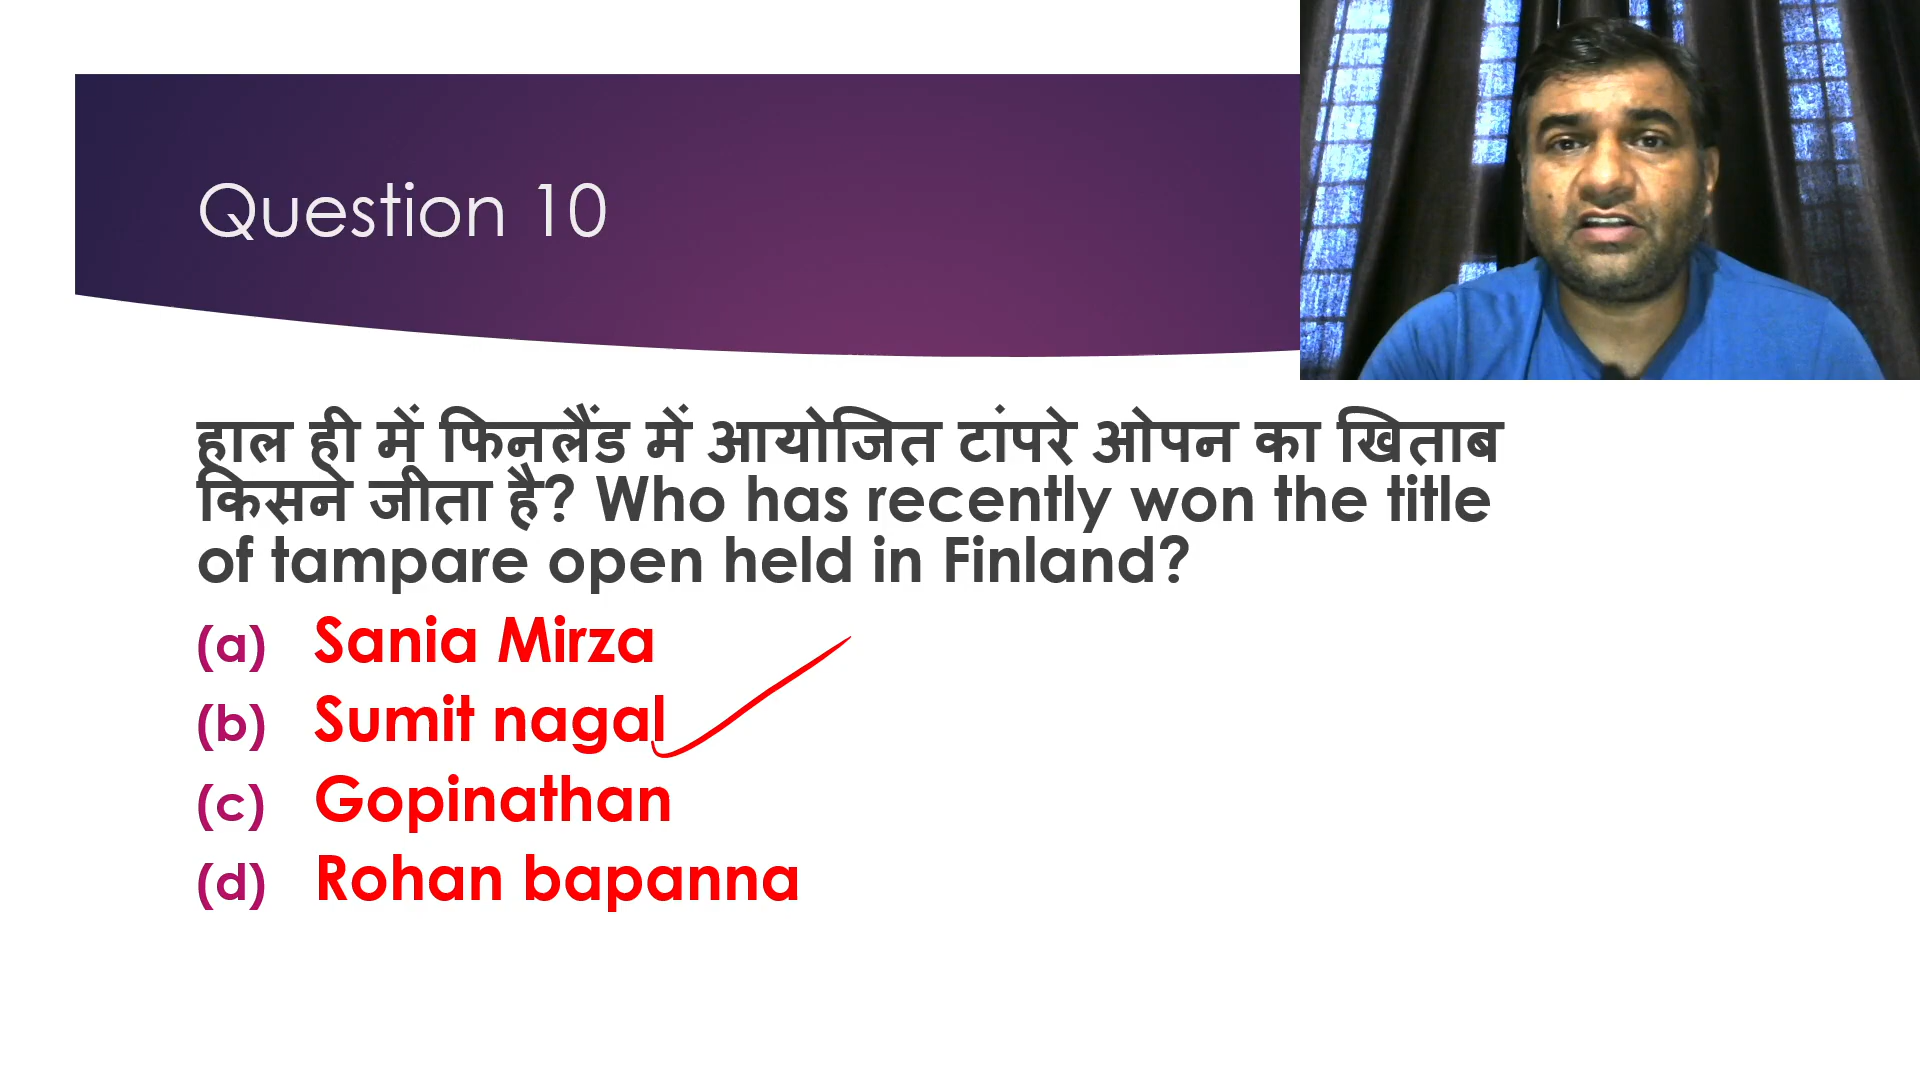 Question 10
हाल ही में फिनलैंड में आयोजित टांपरे ओपन का खिताब
किसने जीता है? Who has recently won the title
of tampare open held in Finland?
(a) Sania Mirza
(b) Sumit nagal
(c) Gopinathan
(d) Rohan bapanna